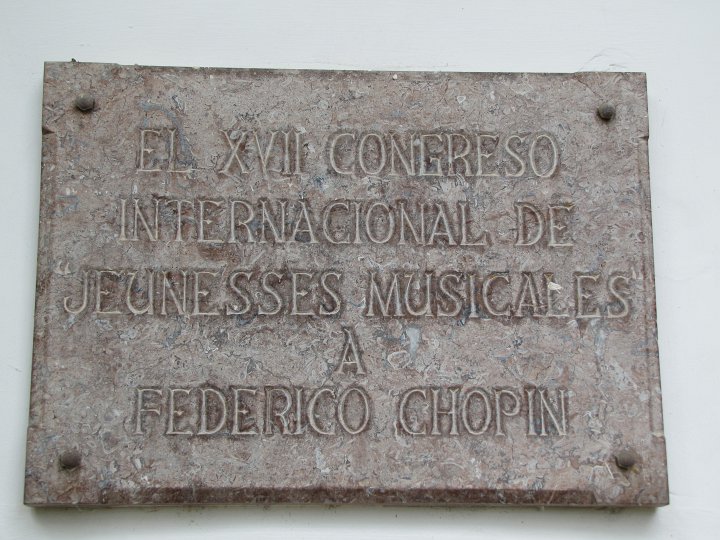 EL XVII CONGRESO
INTERNACIONAL DE
"JEUNESSES MUSICALES"
A
FEDERICO CHOPIN